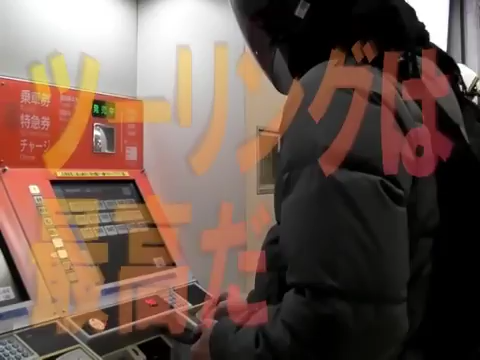 ツーリングは
最高だ
乗車券
特急券
チャージ
発売中